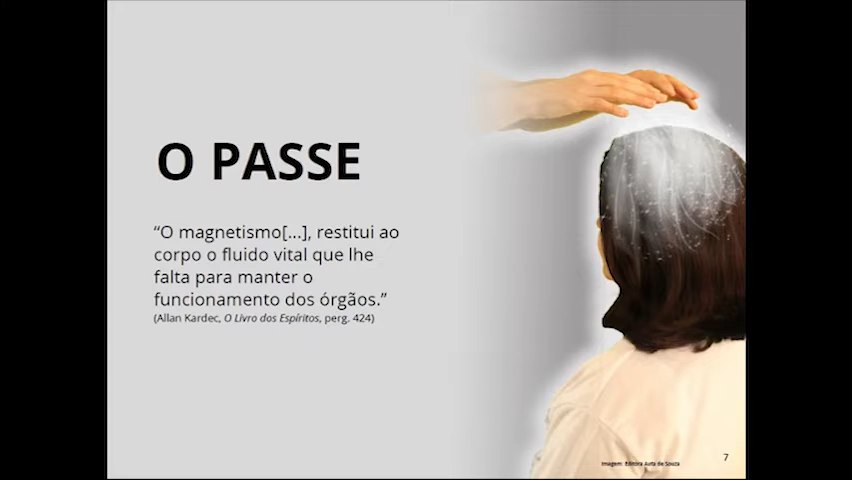 O PASSE
“O magnetismo[...], restitui ao
corpo o fluido vital que lhe
falta para manter o
funcionamento dos órgãos.”
(Allan Kardec, O Livro dos Espíritos, perg. 424)
Imagem: Editora Auta de Souza
7